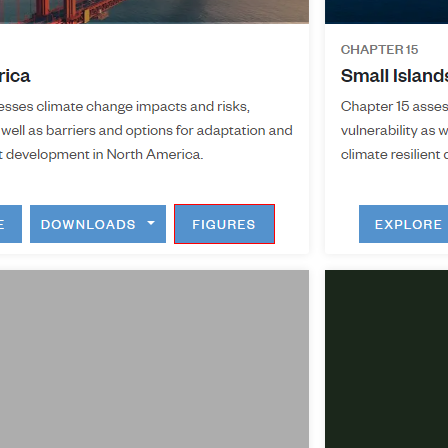 rica
esses climate change impacts and risks,
well as barriers and options for adaptation and
t development in North America.
E
DOWNLOADS
FIGURES
CHAPTER 15
Small Islands
Chapter 15 asses
vulnerability as w
climate resilient d
EXPLORE